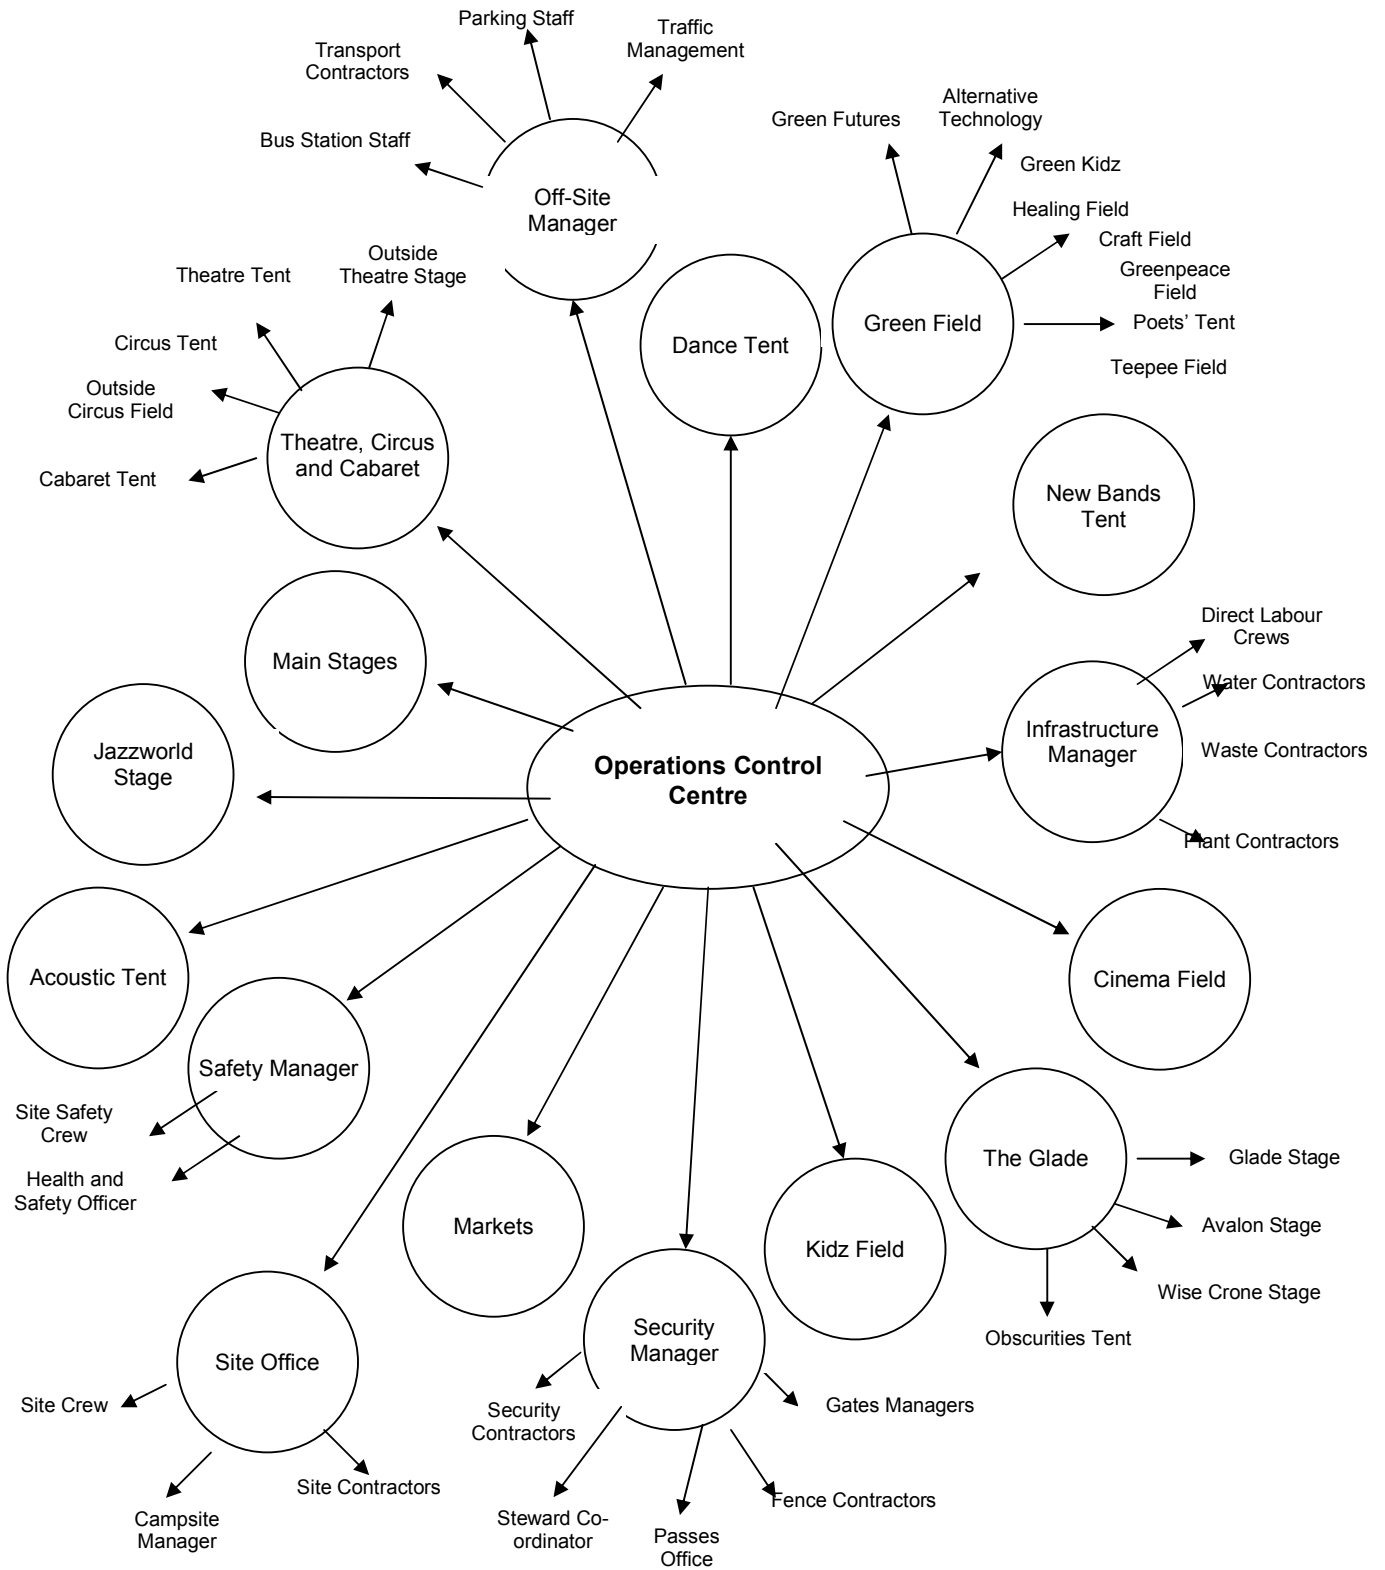 Parking Staff
Traffic
Management
Transport
Contractors
Bus Station Staff
Off-Site
Manager
Green Futures
Alternative
Technology
Green Kidz
Healing Field
Craft Field
Greenpeace
Field
Poets' Tent
Teepee Field
Green Field
Dance Tent
Outside
Theatre Stage
Theatre Tent
Circus Tent
Outside
Circus Field
Cabaret Tent
Theatre, Circus
and Cabaret
New Bands
Tent
Main Stages
Direct Labour
Crews
Water Contractors
Waste Contractors
Plant Contractors
Infrastructure
Manager
Jazzworld
Stage
Operations Control
Centre
Acoustic Tent
Cinema Field
Safety Manager
Site Safety
Crew
Health and
Safety Officer
The Glade
Glade Stage
Avalon Stage
Wise Crone Stage
Obscurities Tent
Markets
Kidz Field
Security
Manager
Security
Contractors
Steward Co-
ordinator
Passes
Office
Fence Contractors
Gates Managers
Site Office
Site Crew
Campsite
Manager
Site Contractors